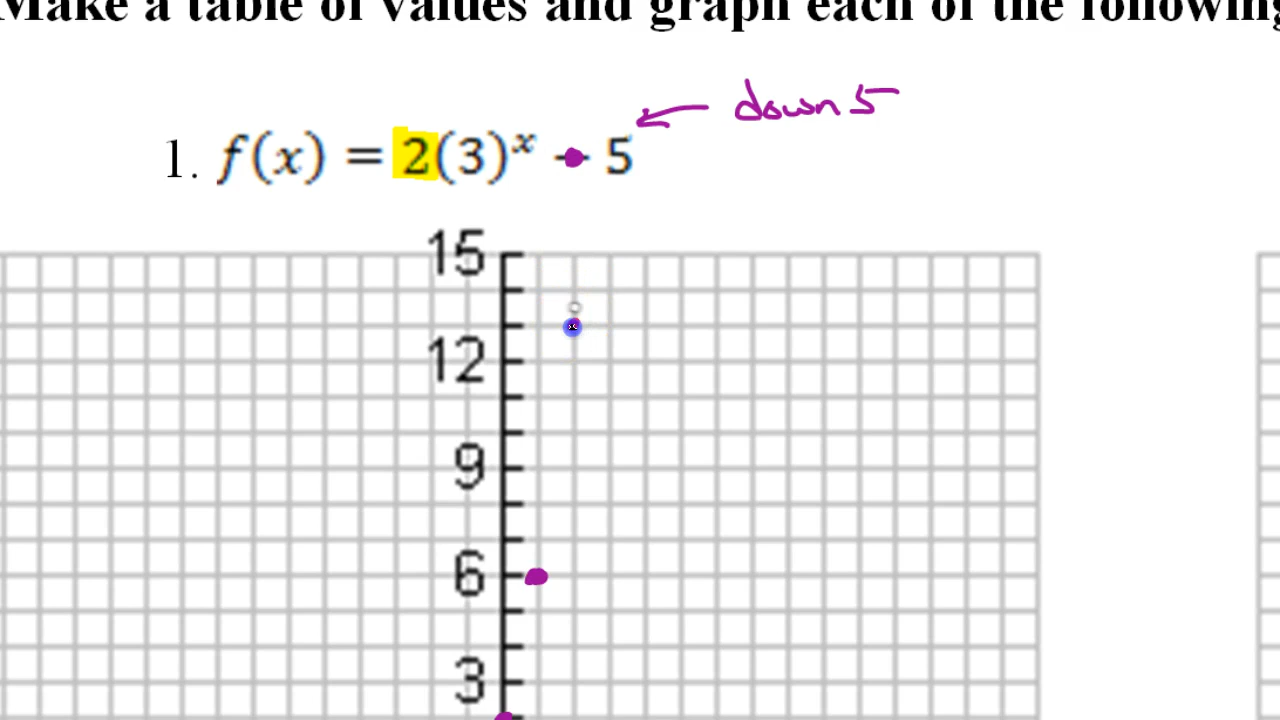 Make a table of values and graph each of the following
down 5
1. f(x) = 2(3)ˣ - 5
15
12
9
6
3